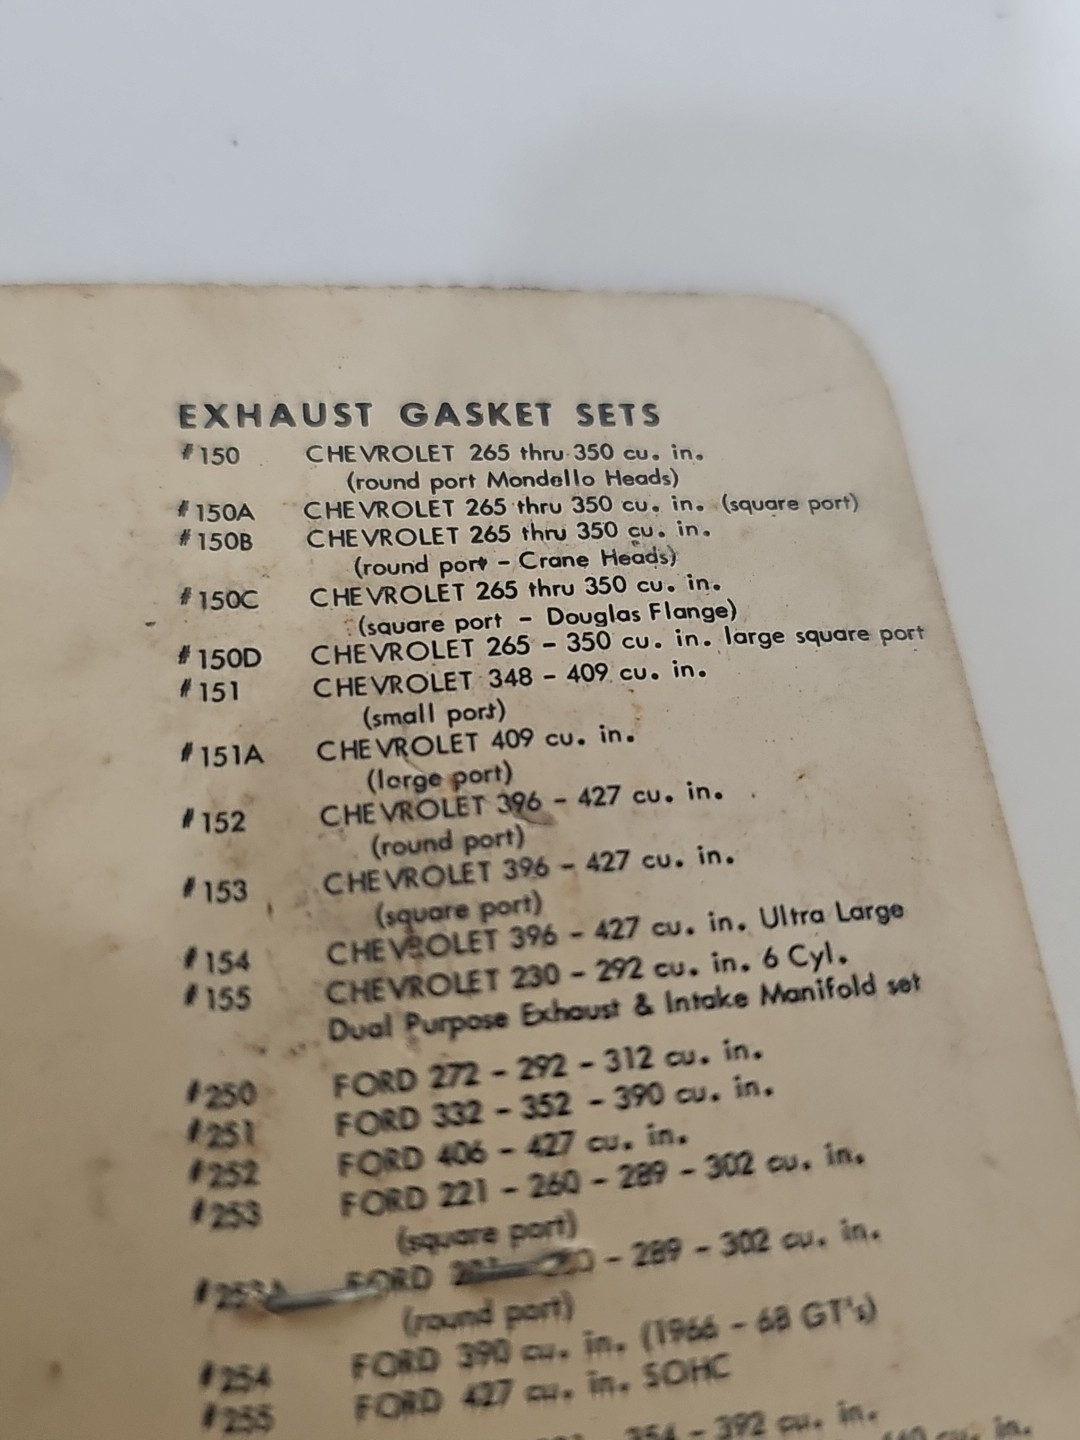 EXHAUST GASKET SETS
#150 CHEVROLET 265 thru 350 cu. in.
(round port Mondello Heads)
#150A CHEVROLET 265 thru 350 cu. in. (square port)
#150B CHEVROLET 265 thru 350 cu. in.
(round port - Crane Heads)
#150C CHEVROLET 265 thru 350 cu. in.
(square port - Douglas Flange)
#150D CHEVROLET 265 - 350 cu. in. large square port
#151 CHEVROLET 348 - 409 cu. in.
(small port)
#151A CHEVROLET 409 cu. in.
(large port)
#152 CHEVROLET 396 - 427 cu. in.
(round port)
#153 CHEVROLET 396 - 427 cu. in.
(square port)
#154 CHEVROLET 396 - 427 cu. in. Ultra Large
#155 CHEVROLET 230 - 292 cu. in. 6 Cyl.
Dual Purpose Exhaust & Intake Manifold set
#250 FORD 272 - 292 - 312 cu. in.
#251 FORD 332 - 352 - 390 cu. in.
#252 FORD 406 - 427 cu. in.
#253 FORD 221 - 260 - 289 - 302 cu. in.
(square port)
#253A FORD - 289 - 302 cu. in.
(round port)
#254 FORD 390 cu. in. (1966 - 68 GT's)
#255 FORD 427 cu. in. SOHC
354 - 392 cu. in.
cu. in.